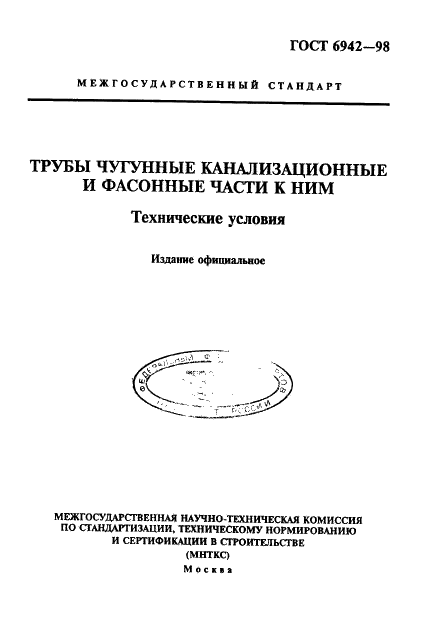 ГОСТ 6942—98
МЕЖГОСУДАРСТВЕННЫЙ СТАНДАРТ
ТРУБЫ ЧУГУННЫЕ КАНАЛИЗАЦИОННЫЕ
И ФАСОННЫЕ ЧАСТИ К НИМ
Технические условия
Издание официальное
РОССИИ
МЕЖГОСУДАРСТВЕННАЯ НАУЧНО-ТЕХНИЧЕСКАЯ КОМИССИЯ
ПО СТАНДАРТИЗАЦИИ, ТЕХНИЧЕСКОМУ НОРМИРОВАНИЮ
И СЕРТИФИКАЦИИ В СТРОИТЕЛЬСТВЕ
(МНТКС)
Москва